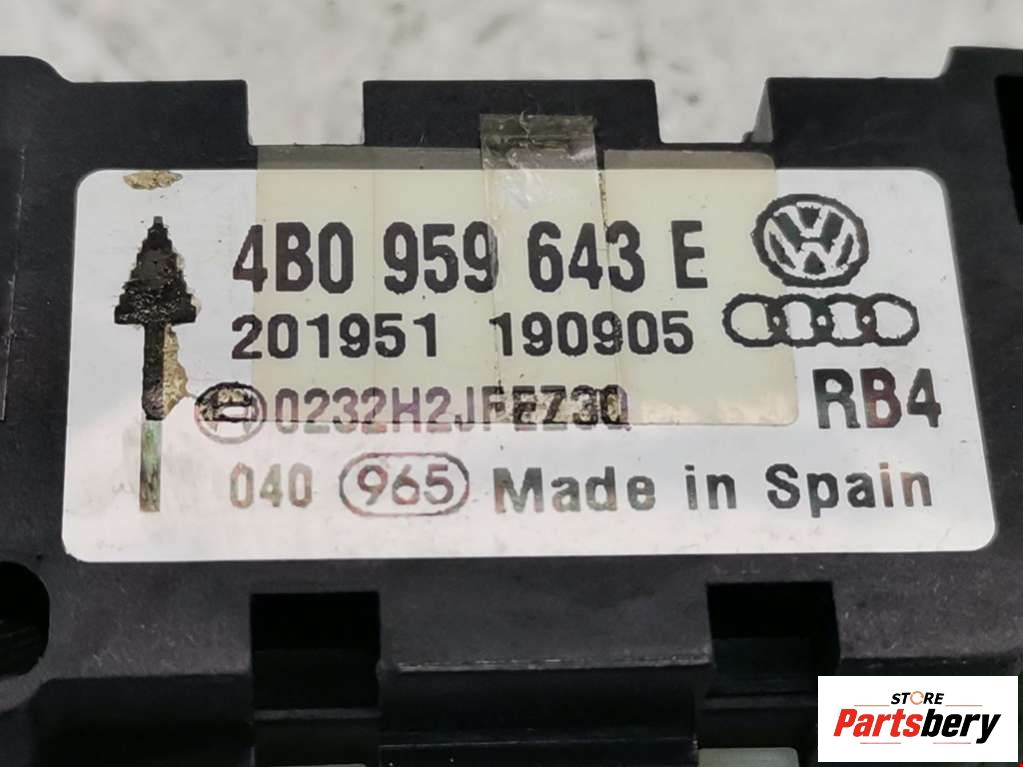 4B0 959 643 E
201951 190905
0232H2JFEZ3Q RB4
040 965 Made in Spain
STORE
Partsbery